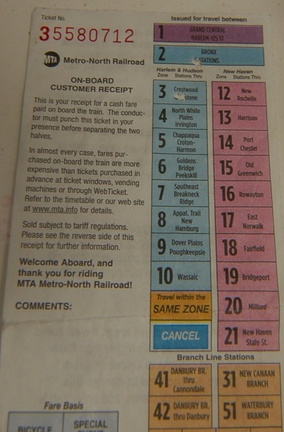 Ticket No.
35580712
MTA Metro-North Railroad
ON-BOARD
CUSTOMER RECEIPT
This is your receipt for a cash fare
paid on board the train. The conduc-
tor must punch this ticket in your
presence before separating the two
halves.
In almost every case, fares pur-
chased on-board the train are more
expensive than tickets purchased in
advance at ticket windows, vending
machines or through WebTicket.
Refer to the timetable or our web site
at www.mta.info for details.
Sold subject to tariff regulations.
Please see the reverse side of this
receipt for further information.
Welcome Aboard, and
thank you for riding
MTA Metro-North Railroad!
COMMENTS:
Fare Basis
BICYCLE
SPECIAL
Issued for travel between
1 GRAND CENTRAL
HARLEM-125 ST.
2 BRONX
STATIONS
Harlem & Hudson
Zone Stations Thru
New Haven
Zone Stations Thru
3 Crestwood
4 North White
Plains
Irvington
5 Chappaqua
Croton-
Harmon
6 Goldens
Bridge
Peekskill
7 Southeast
Breakneck
Ridge
8 Appal. Trail
New
Hamburg
9 Dover Plains
Poughkeepsie
10 Wassaic
Travel within the
SAME ZONE
CANCEL
12 New
Rochelle
13 Harrison
14 Port
Chester
15 Old
Greenwich
16 Rowayton
17 East
Norwalk
18 Fairfield
19 Bridgeport
20 Milford
21 New Haven
State St.
Branch Line Stations
41 DANBURY BR.
thru
Cannondale
31 NEW CANAAN
BRANCH
42 DANBURY BR.
thru Danbury
51 WATERBURY
BRANCH